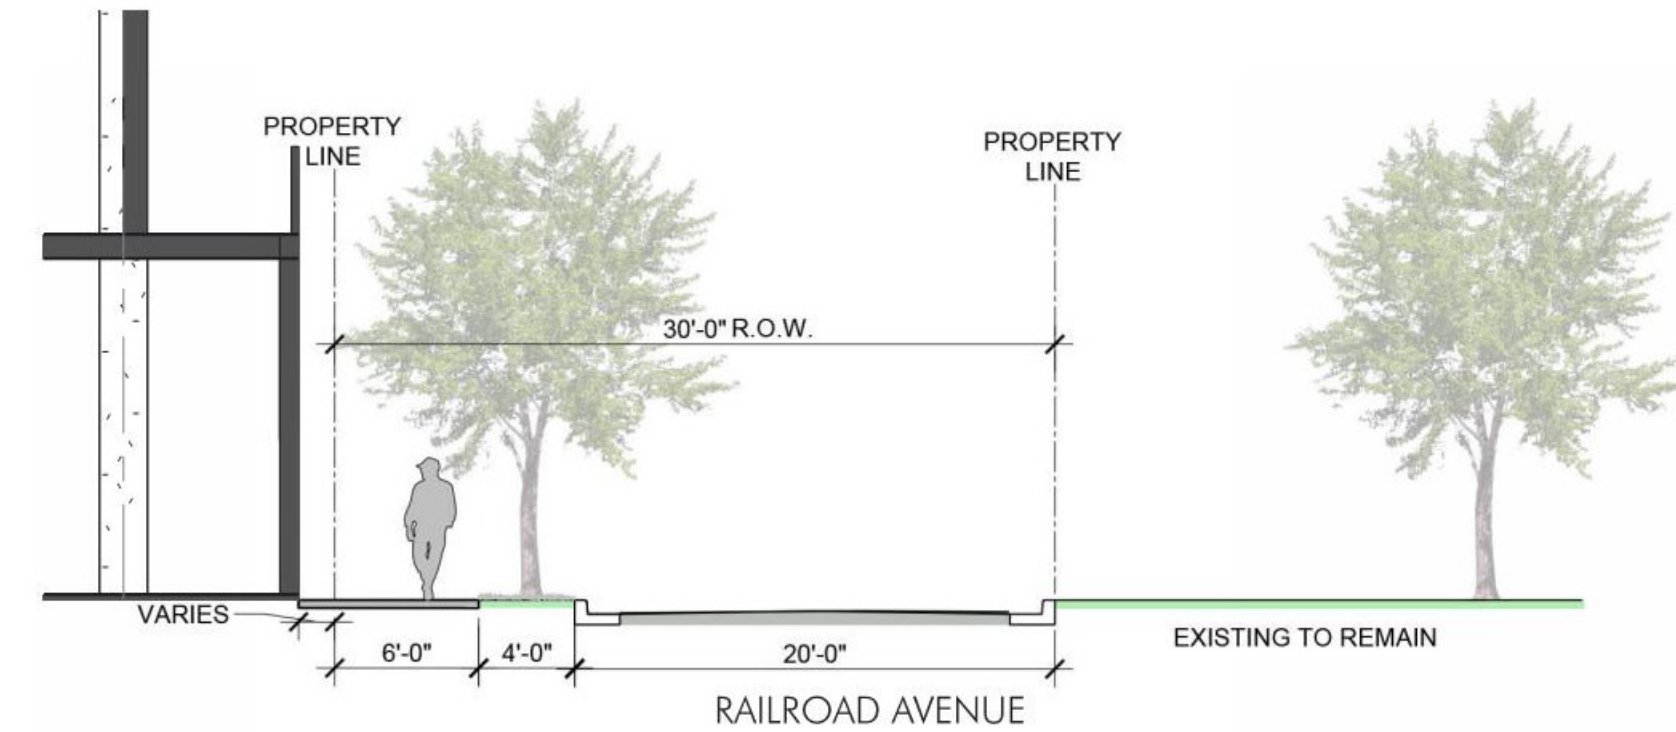 PROPERTY
LINE
PROPERTY
LINE
30'-0" R.O.W.
VARIES
6'-0"
4'-0"
20'-0"
EXISTING TO REMAIN
RAILROAD AVENUE